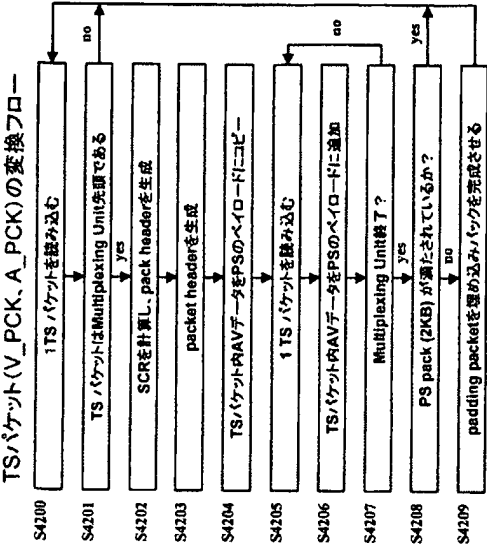 TSパケット(V_PCK、A_PCK)の変換フロー
S4200
1TS パケットを読み込む
S4201
TS パケットはMultiplexing Unit先頭である
no
yes
S4202
SCRを計算し、pack headerを生成
S4203
packet headerを生成
S4204
TSパケット内AVデータをPSのペイロードにコピー
S4205
1 TS パケットを読み込む
S4206
TSパケット内AVデータをPSのペイロードに追加
S4207
Multiplexing Unit終了？
no
yes
S4208
PS pack (2KB) が満たされているか？
yes
no
S4209
padding packetを埋め込みパックを完成させる